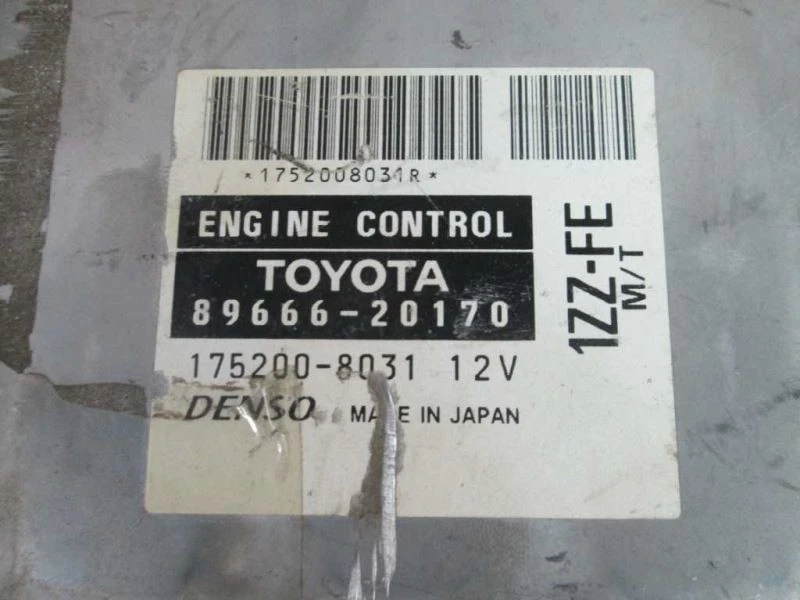 *1752008031R*
ENGINE CONTROL
TOYOTA
89666-20170
175200-8031 12V
DENSO MADE IN JAPAN
1ZZ-FE
M/T